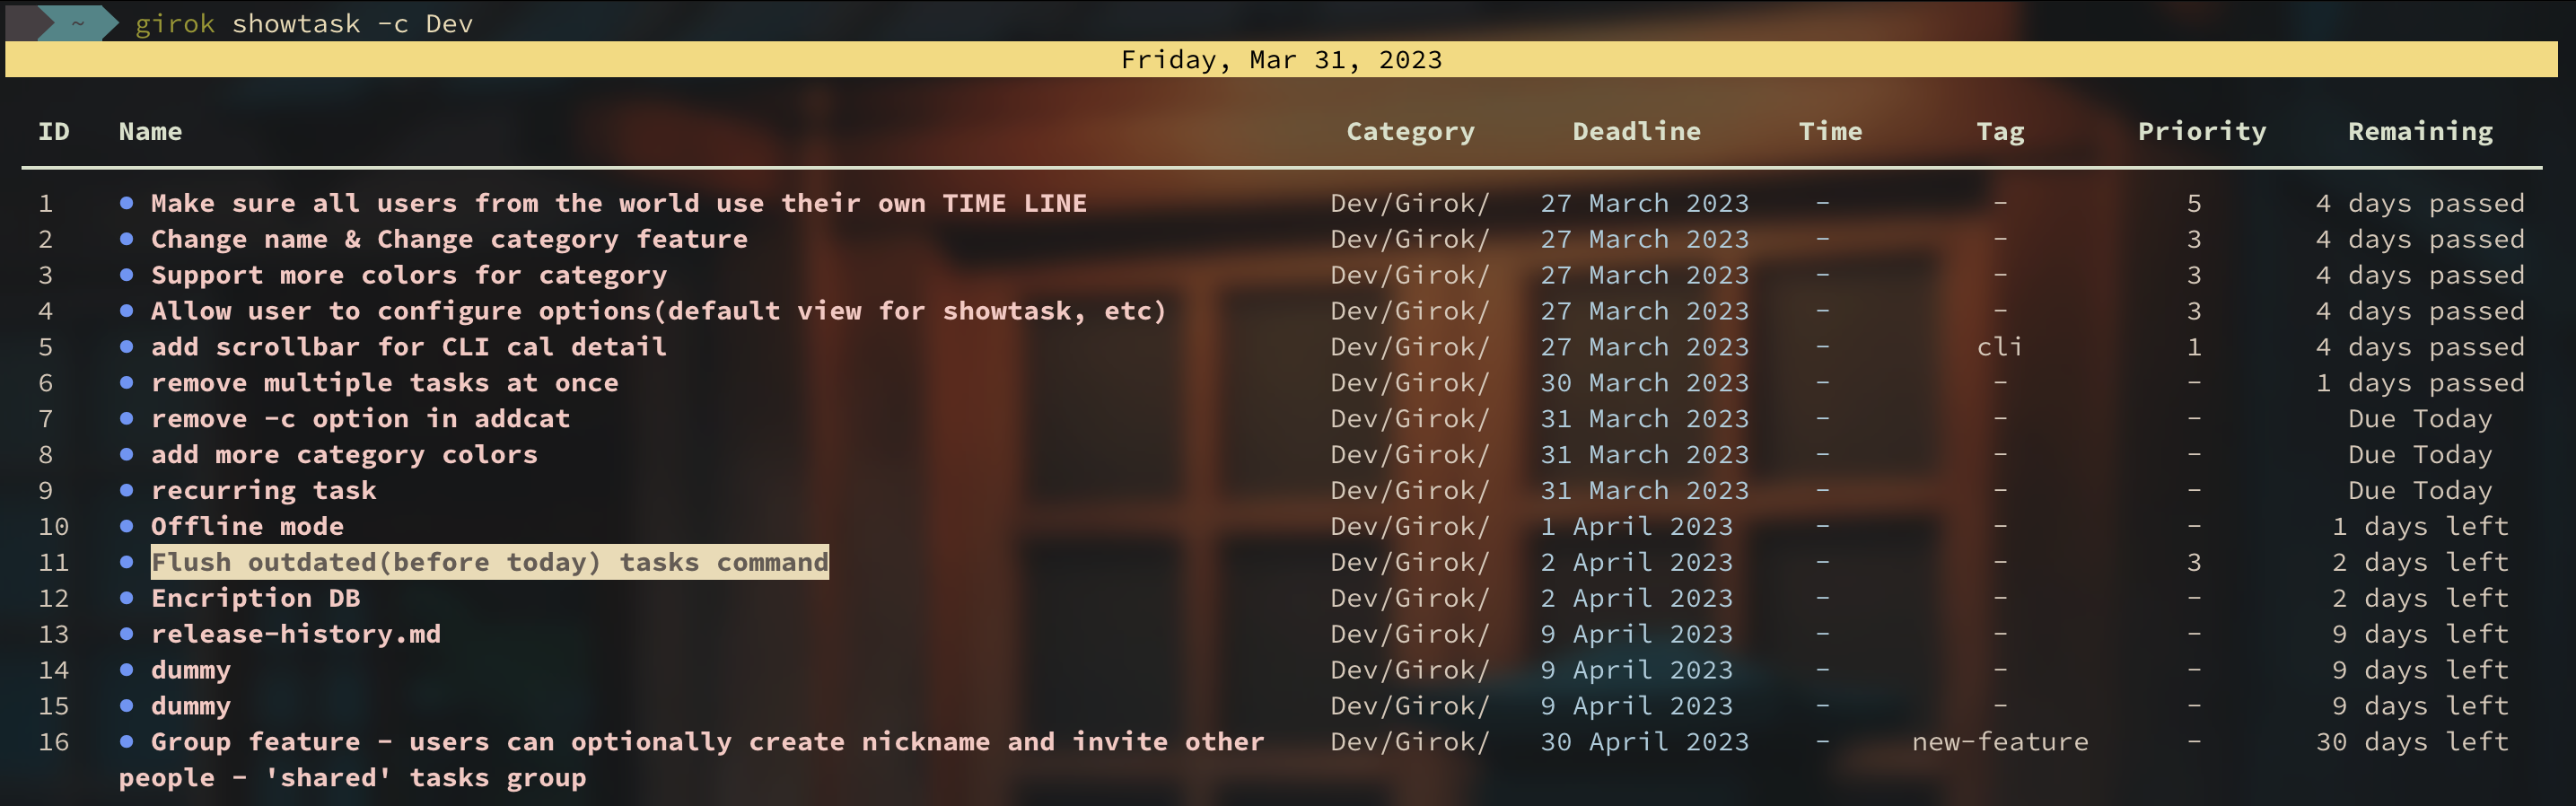 ~ girok showtask -c Dev
Friday, Mar 31, 2023
ID Name Category Deadline Time Tag Priority Remaining
1 • Make sure all users from the world use their own TIME LINE Dev/Girok/ 27 March 2023 - - 5 4 days passed
2 • Change name & Change category feature Dev/Girok/ 27 March 2023 - - 3 4 days passed
3 • Support more colors for category Dev/Girok/ 27 March 2023 - - 3 4 days passed
4 • Allow user to configure options(default view for showtask, etc) Dev/Girok/ 27 March 2023 - - 3 4 days passed
5 • add scrollbar for CLI cal detail Dev/Girok/ 27 March 2023 - cli 1 4 days passed
6 • remove multiple tasks at once Dev/Girok/ 30 March 2023 - - - 1 days passed
7 • remove -c option in addcat Dev/Girok/ 31 March 2023 - - - Due Today
8 • add more category colors Dev/Girok/ 31 March 2023 - - - Due Today
9 • recurring task Dev/Girok/ 31 March 2023 - - - Due Today
10 • Offline mode Dev/Girok/ 1 April 2023 - - - 1 days left
11 • Flush outdated(before today) tasks command Dev/Girok/ 2 April 2023 - - 3 2 days left
12 • Encription DB Dev/Girok/ 2 April 2023 - - - 2 days left
13 • release-history.md Dev/Girok/ 9 April 2023 - - - 9 days left
14 • dummy Dev/Girok/ 9 April 2023 - - - 9 days left
15 • dummy Dev/Girok/ 9 April 2023 - - - 9 days left
16 • Group feature - users can optionally create nickname and invite other Dev/Girok/ 30 April 2023 - new-feature - 30 days left
people - 'shared' tasks group